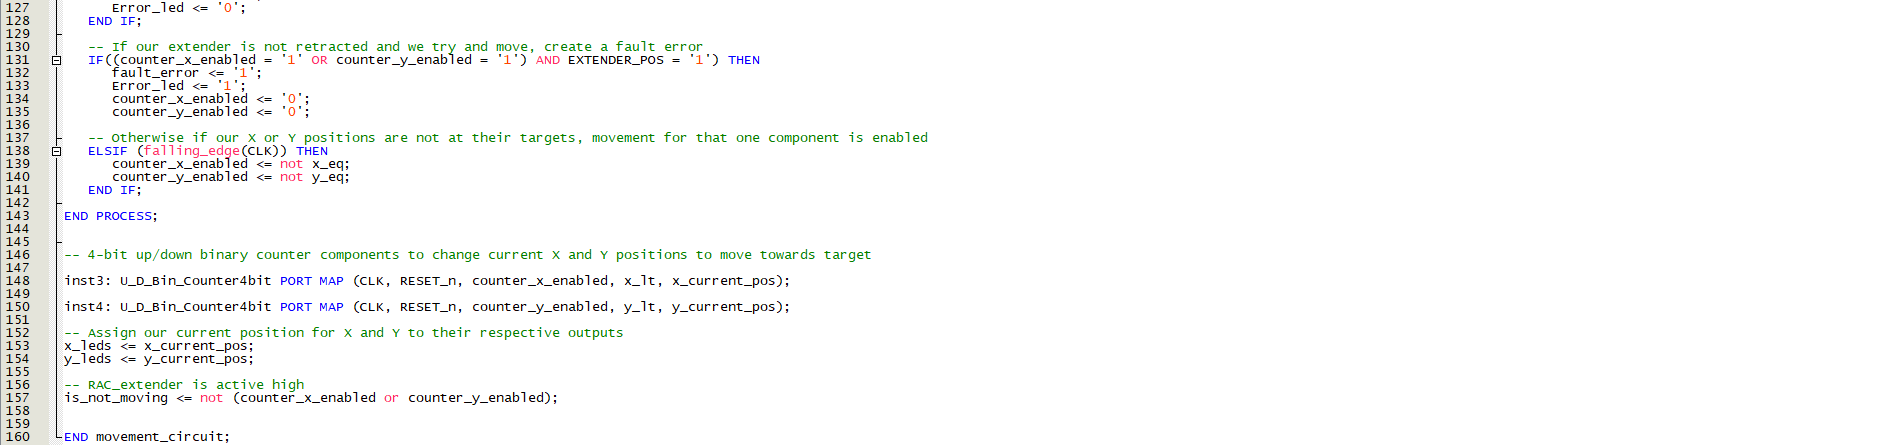 127 Error_led <= '0';
128 END IF;
129
130 -- If our extender is not retracted and we try and move, create a fault error
131 IF((counter_x_enabled = '1' OR counter_y_enabled = '1') AND EXTENDER_POS = '1') THEN
132 fault_error <= '1';
133 Error_led <= '1';
134 counter_x_enabled <= '0';
135 counter_y_enabled <= '0';
136
137 -- Otherwise if our X or Y positions are not at their targets, movement for that one component is enabled
138 ELSIF (falling_edge(CLK)) THEN
139 counter_x_enabled <= not x_eq;
140 counter_y_enabled <= not y_eq;
141 END IF;
142
143 END PROCESS;
144
145
146 -- 4-bit up/down binary counter components to change current X and Y positions to move towards target
147
148 inst3: U_D_Bin_Counter4bit PORT MAP (CLK, RESET_n, counter_x_enabled, x_lt, x_current_pos);
149
150 inst4: U_D_Bin_Counter4bit PORT MAP (CLK, RESET_n, counter_y_enabled, y_lt, y_current_pos);
151
152 -- Assign our current position for X and Y to their respective outputs
153 x_leds <= x_current_pos;
154 y_leds <= y_current_pos;
155
156 -- RAC_extender is active high
157 is_not_moving <= not (counter_x_enabled or counter_y_enabled);
158
159
160 END movement_circuit;